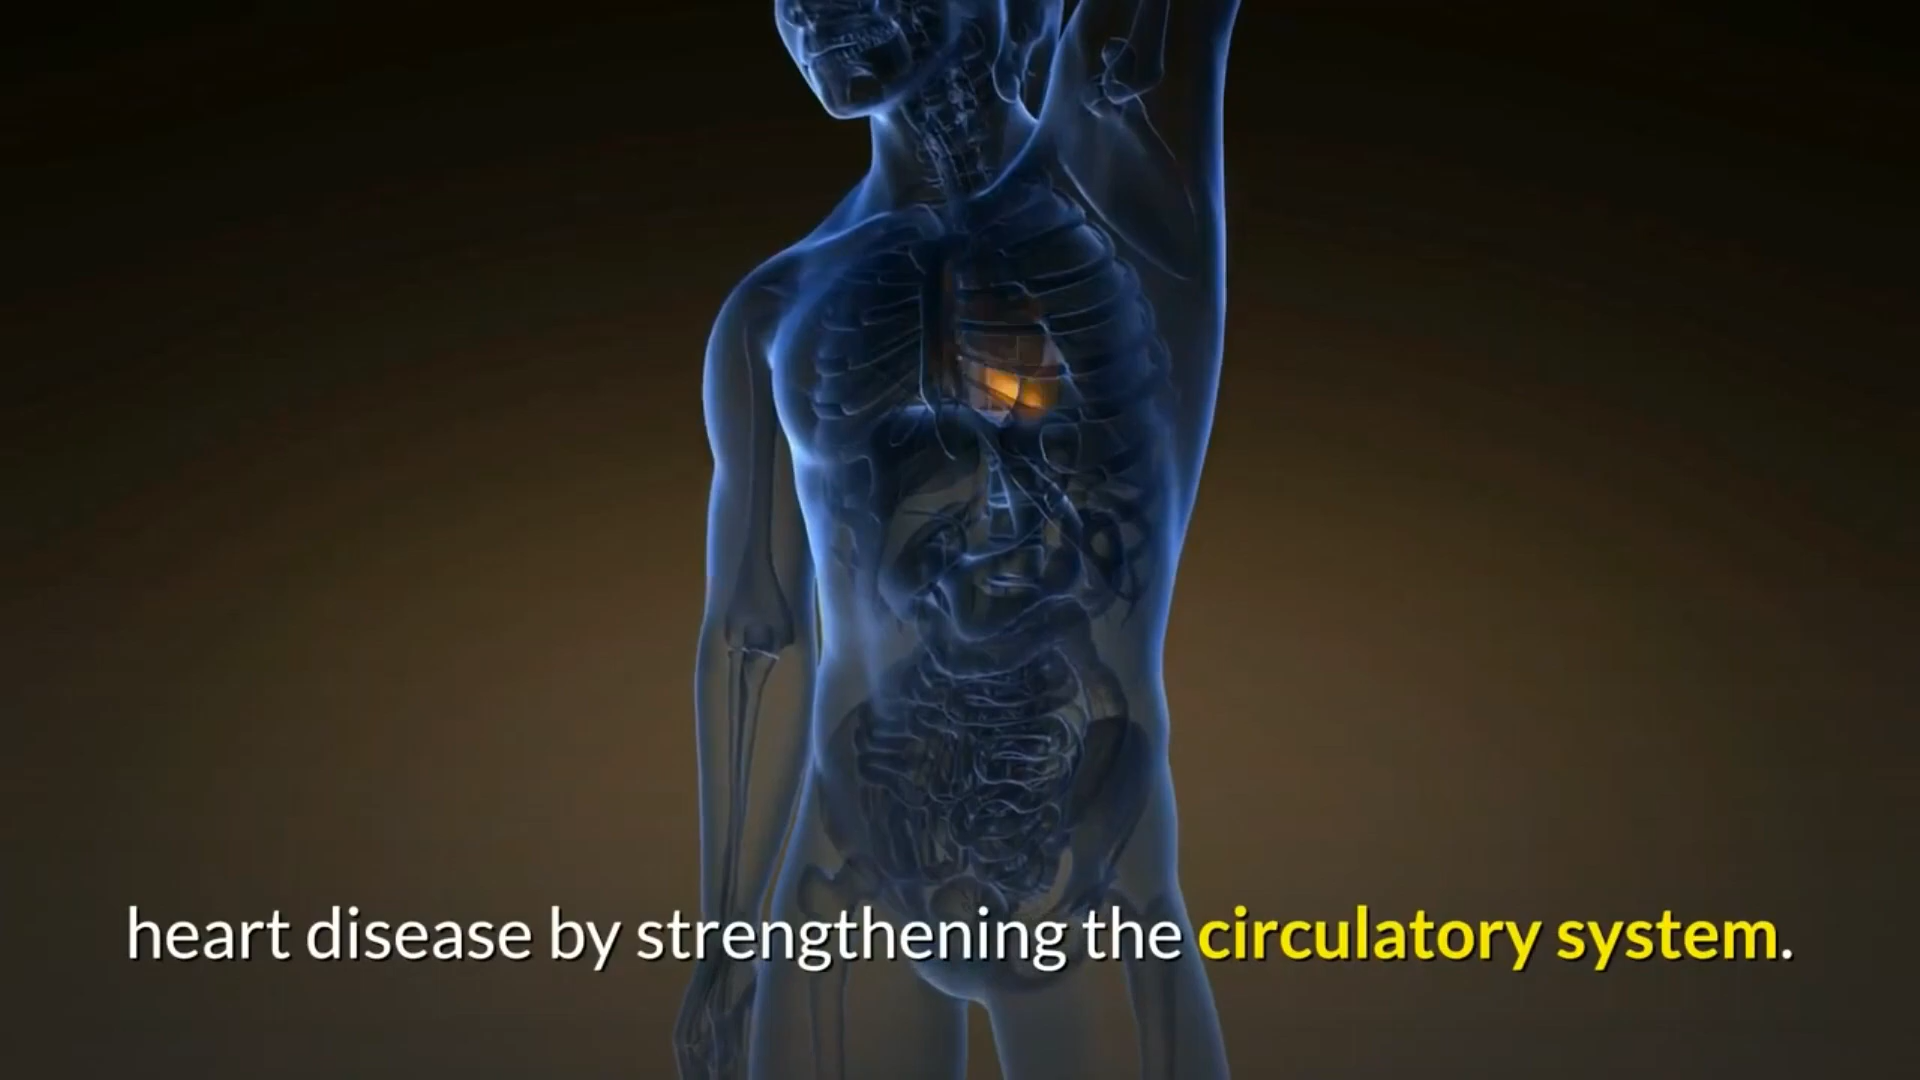 heart disease by strengthening the circulatory system.